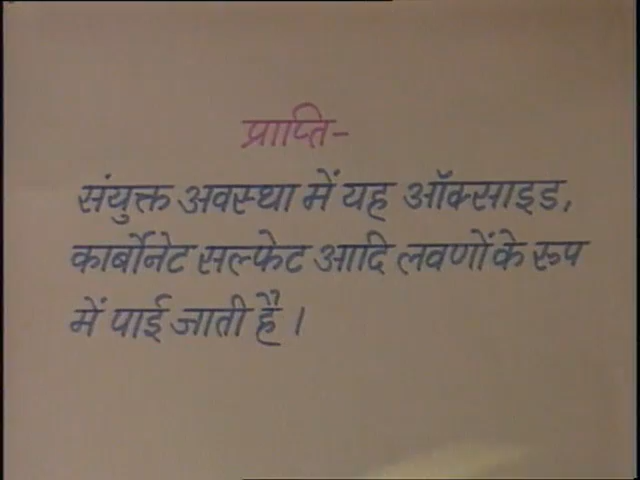 प्राप्ति-
संयुक्त अवस्था में यह ऑक्साइड,
कार्बोनेट सल्फेट आदि लवणों के रूप
में पाई जाती है ।